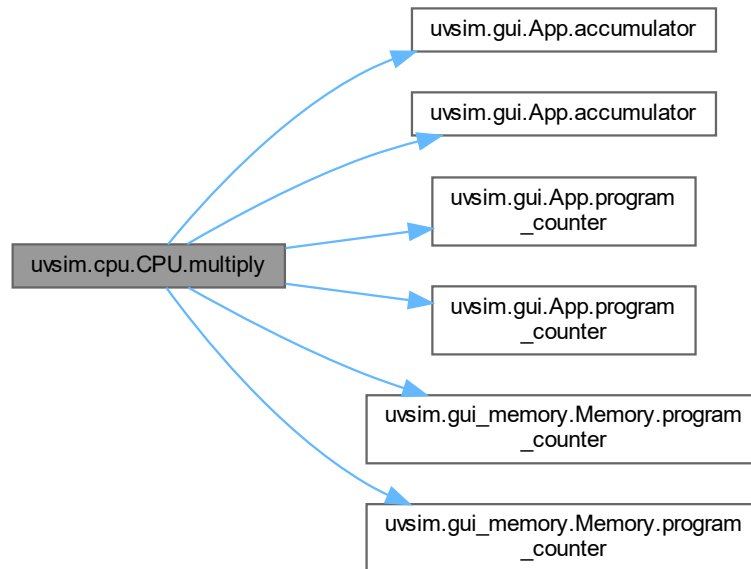 uvsim.gui.App.accumulator
uvsim.gui.App.accumulator
uvsim.gui.App.program
_counter
uvsim.cpu.CPU.multiply
uvsim.gui.App.program
_counter
uvsim.gui_memory.Memory.program
_counter
uvsim.gui_memory.Memory.program
_counter